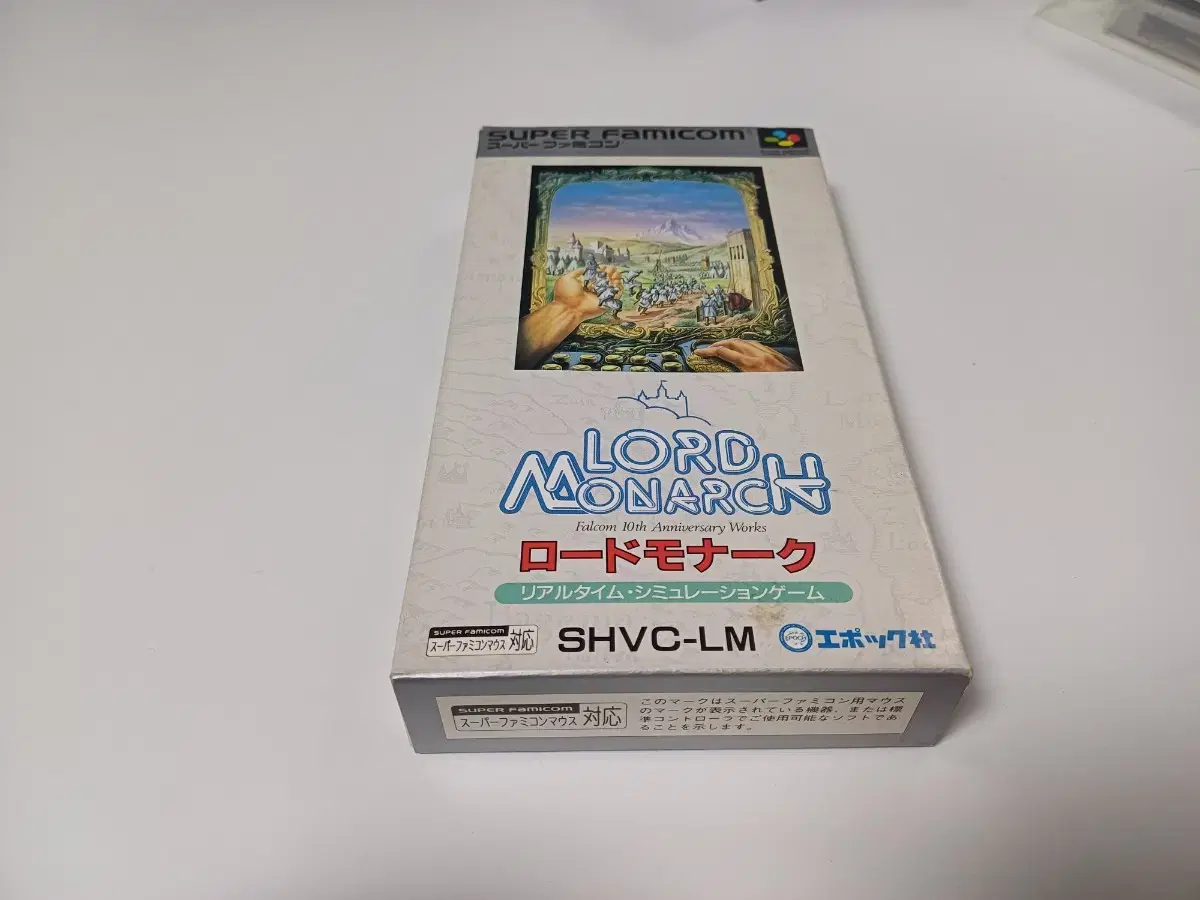 SUPER FAMICOM
スーパーファミコン
LORD
MONARCH
Falcom 10th Anniversary Works
ロードモナーク
リアルタイム・シミュレーションゲーム
SUPER FAMICOM
スーパーファミコンマウス 対応
SHVC-LM
EPOCH エポック社
SUPER FAMICOM
スーパーファミコンマウス 対応
このマークはスーパーファミコン用マウス
のマークが表示されている機器、または標
準コントローラでご使用可能なソフトであ
ることを示します。